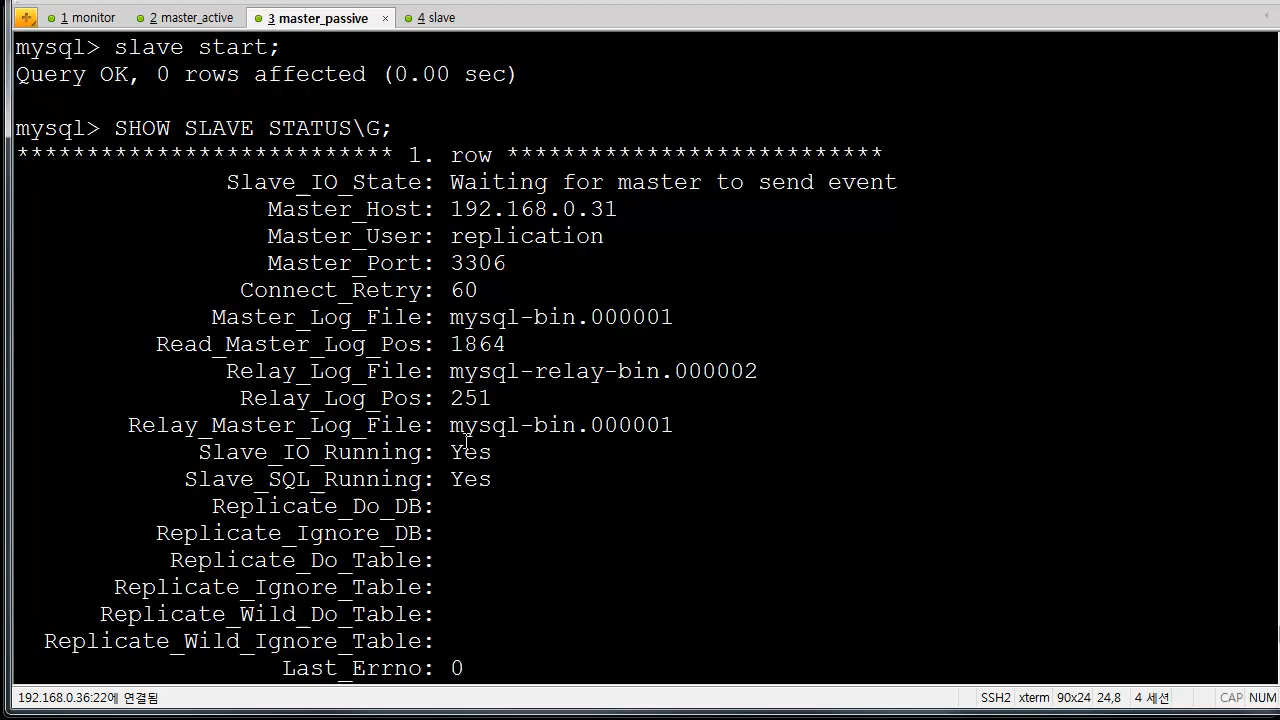 1 monitor 2 master_active 3 master_passive × 4 slave
mysql> slave start;
Query OK, 0 rows affected (0.00 sec)
mysql> SHOW SLAVE STATUS\G;
*************************** 1. row ***************************
Slave_IO_State: Waiting for master to send event
Master_Host: 192.168.0.31
Master_User: replication
Master_Port: 3306
Connect_Retry: 60
Master_Log_File: mysql-bin.000001
Read_Master_Log_Pos: 1864
Relay_Log_File: mysql-relay-bin.000002
Relay_Log_Pos: 251
Relay_Master_Log_File: mysql-bin.000001
Slave_IO_Running: Yes
Slave_SQL_Running: Yes
Replicate_Do_DB:
Replicate_Ignore_DB:
Replicate_Do_Table:
Replicate_Ignore_Table:
Replicate_Wild_Do_Table:
Replicate_Wild_Ignore_Table:
Last_Errno: 0
192.168.0.36:22에 연결됨 SSH2 xterm 90x24 24,8 4 세션 CAP NUM